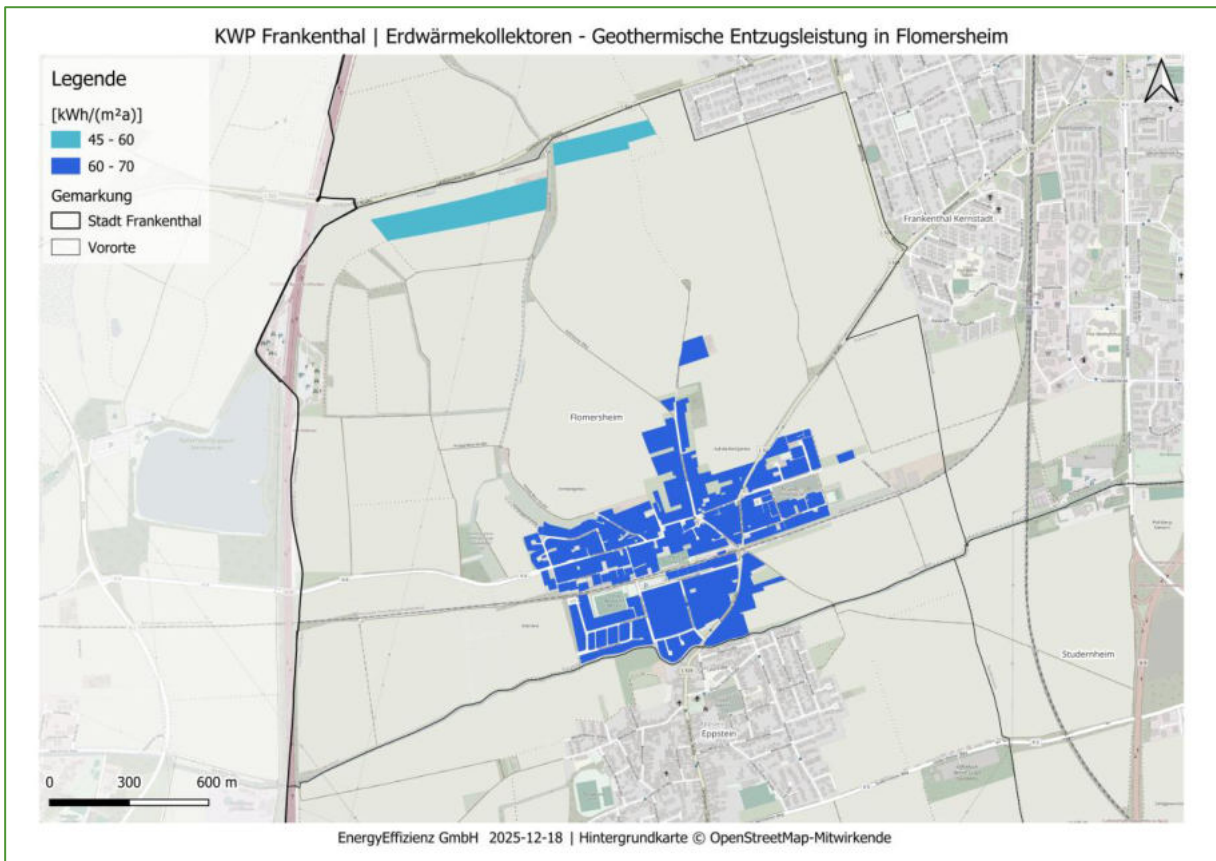 KWP Frankenthal | Erdwärmekollektoren - Geothermische Entzugsleistung in Flomersheim
Legende
[kWh/(m²a)]
45 - 60
60 - 70
Gemarkung
Stadt Frankenthal
Vororte
Frankenthal Kernstadt
Flomersheim
Studernheim
Eppstein
0 300 600 m
EnergyEffizienz GmbH 2025-12-18 | Hintergrundkarte © OpenStreetMap-Mitwirkende